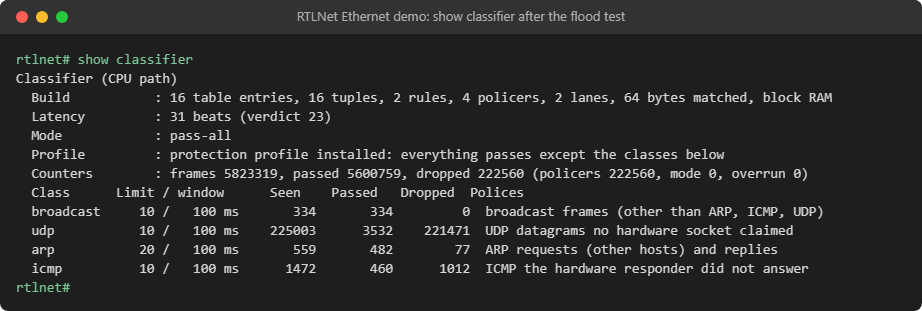 RTLNet Ethernet demo: show classifier after the flood test
rtlnet# show classifier
Classifier (CPU path)
  Build           : 16 table entries, 16 tuples, 2 rules, 4 policers, 2 lanes, 64 bytes matched, block RAM
  Latency         : 31 beats (verdict 23)
  Mode            : pass-all
  Profile         : protection profile installed: everything passes except the classes below
  Counters        : frames 5823319, passed 5600759, dropped 222560 (policers 222560, mode 0, overrun 0)
  Class      Limit / window      Seen    Passed   Dropped  Polices
  broadcast     10 /   100 ms       334       334         0  broadcast frames (other than ARP, ICMP, UDP)
  udp           10 /   100 ms    225003      3532    221471  UDP datagrams no hardware socket claimed
  arp           20 /   100 ms       559       482        77  ARP requests (other hosts) and replies
  icmp          10 /   100 ms      1472       460      1012  ICMP the hardware responder did not answer
rtlnet#